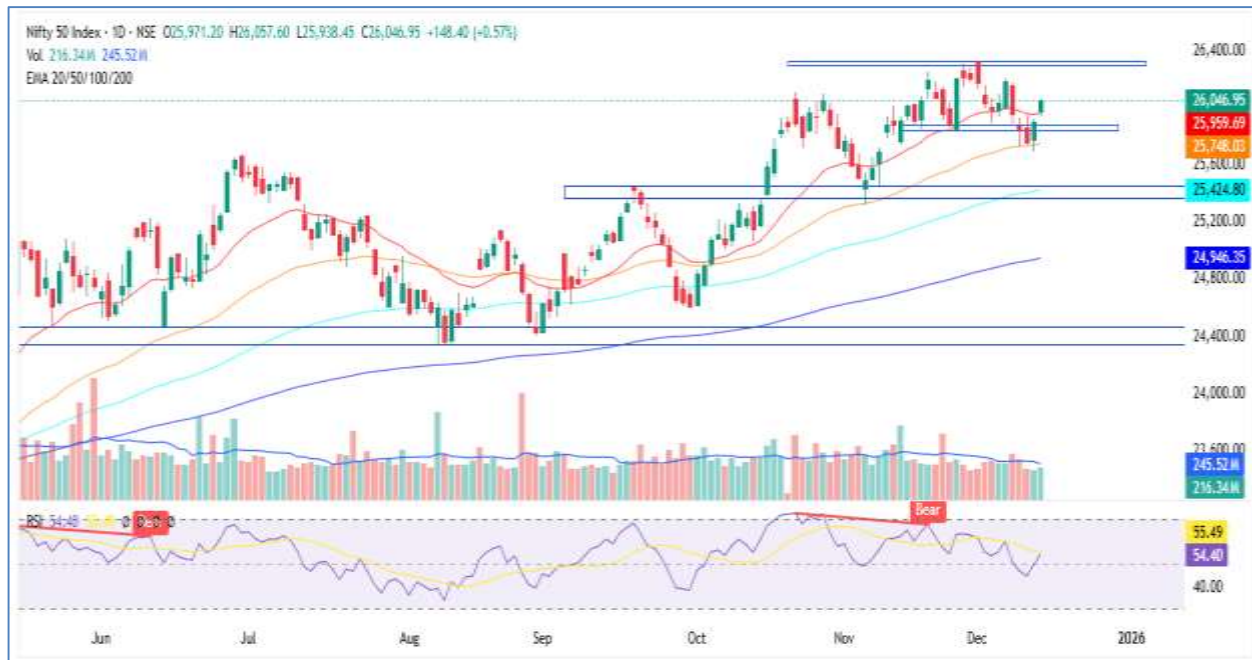 Nifty 50 Index · 1D · NSE O25,971.20 H26,057.60 L25,938.45 C26,046.95 +148.40 (+0.57%)
Vol 216.34M 245.52M
EMA 20/50/100/200
26,400.00
26,046.95
25,959.69
25,748.03
25,600.00
25,424.80
25,200.00
24,946.35
24,800.00
24,400.00
24,000.00
23,600.00
245.52M
216.34M
RSI 54.40 Ø Ø Ø
Bear
55.49
54.40
40.00
Jun Jul Aug Sep Oct Nov Dec 2026